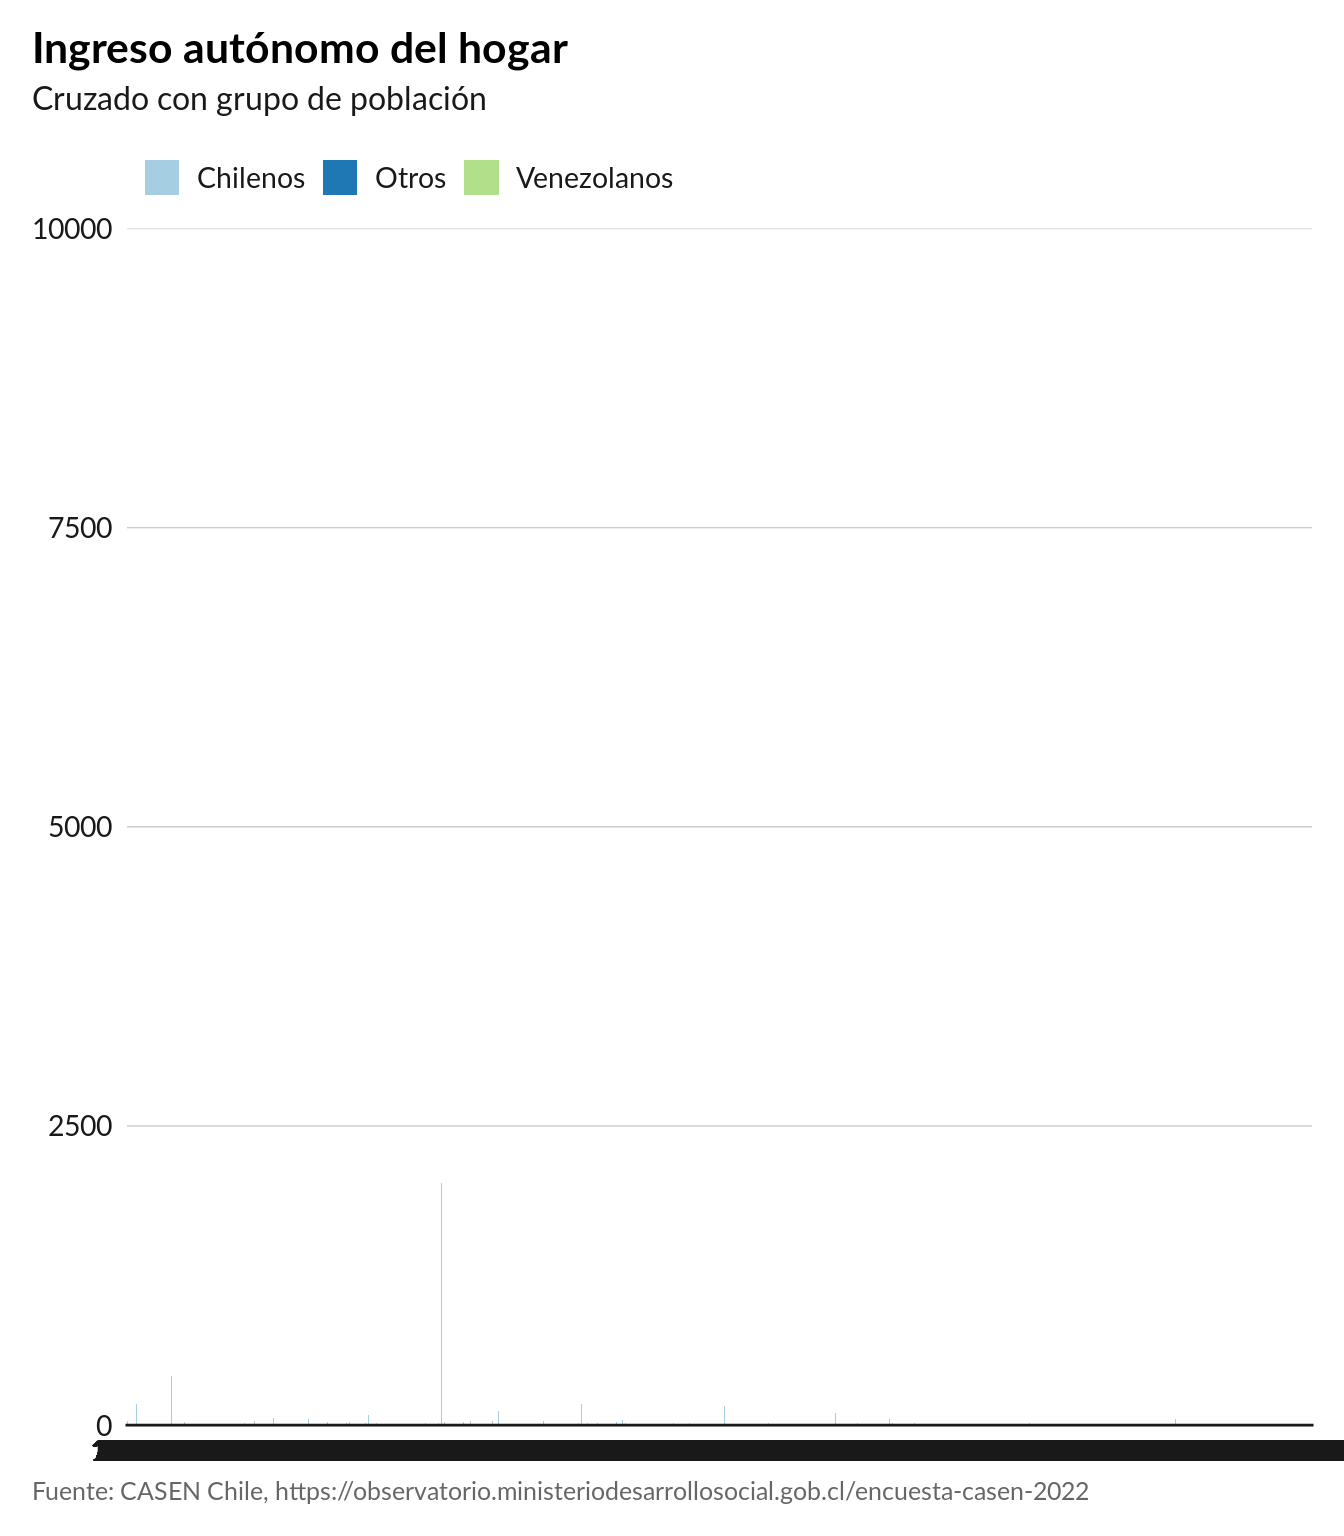 Ingreso autónomo del hogar
Cruzado con grupo de población
Chilenos Otros Venezolanos
10000
7500
5000
2500
0
Fuente: CASEN Chile, https://observatorio.ministeriodesarrollosocial.gob.cl/encuesta-casen-2022